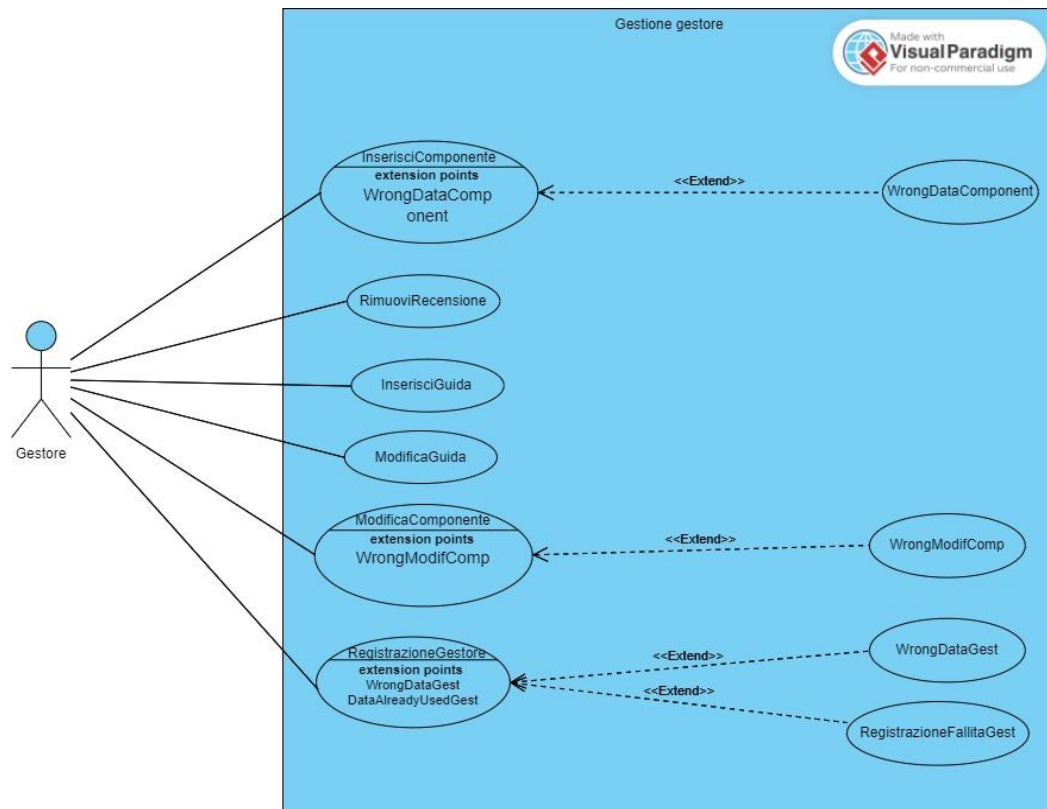 Gestione gestore
Made with
Visual Paradigm
For non-commercial use
InserisciComponente
extension points
WrongDataComp
onent
<<Extend>>
WrongDataComponent
RimuoviRecensione
InserisciGuida
Gestore
ModificaGuida
ModificaComponente
extension points
WrongModifComp
<<Extend>>
WrongModifComp
RegistrazioneGestore
extension points
WrongDataGest
DataAlreadyUsedGest
<<Extend>>
WrongDataGest
<<Extend>>
RegistrazioneFallitaGest